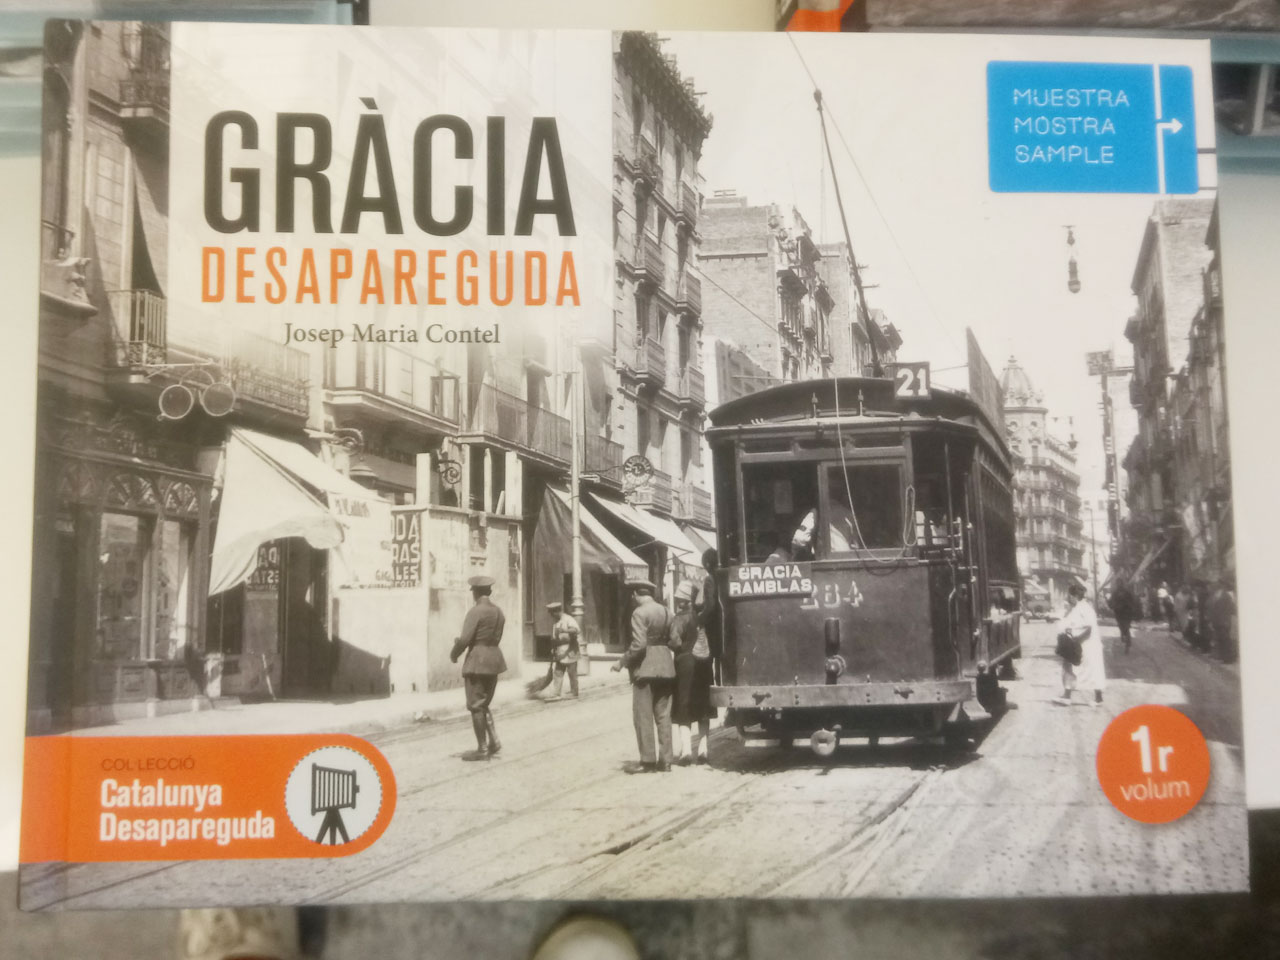 GRÀCIA
DESAPAREGUDA
Josep Maria Contel
MUESTRA
MOSTRA
SAMPLE
21
GRACIA
RAMBLAS
284
COL·LECCIÓ
Catalunya
Desapareguda
1r
volum